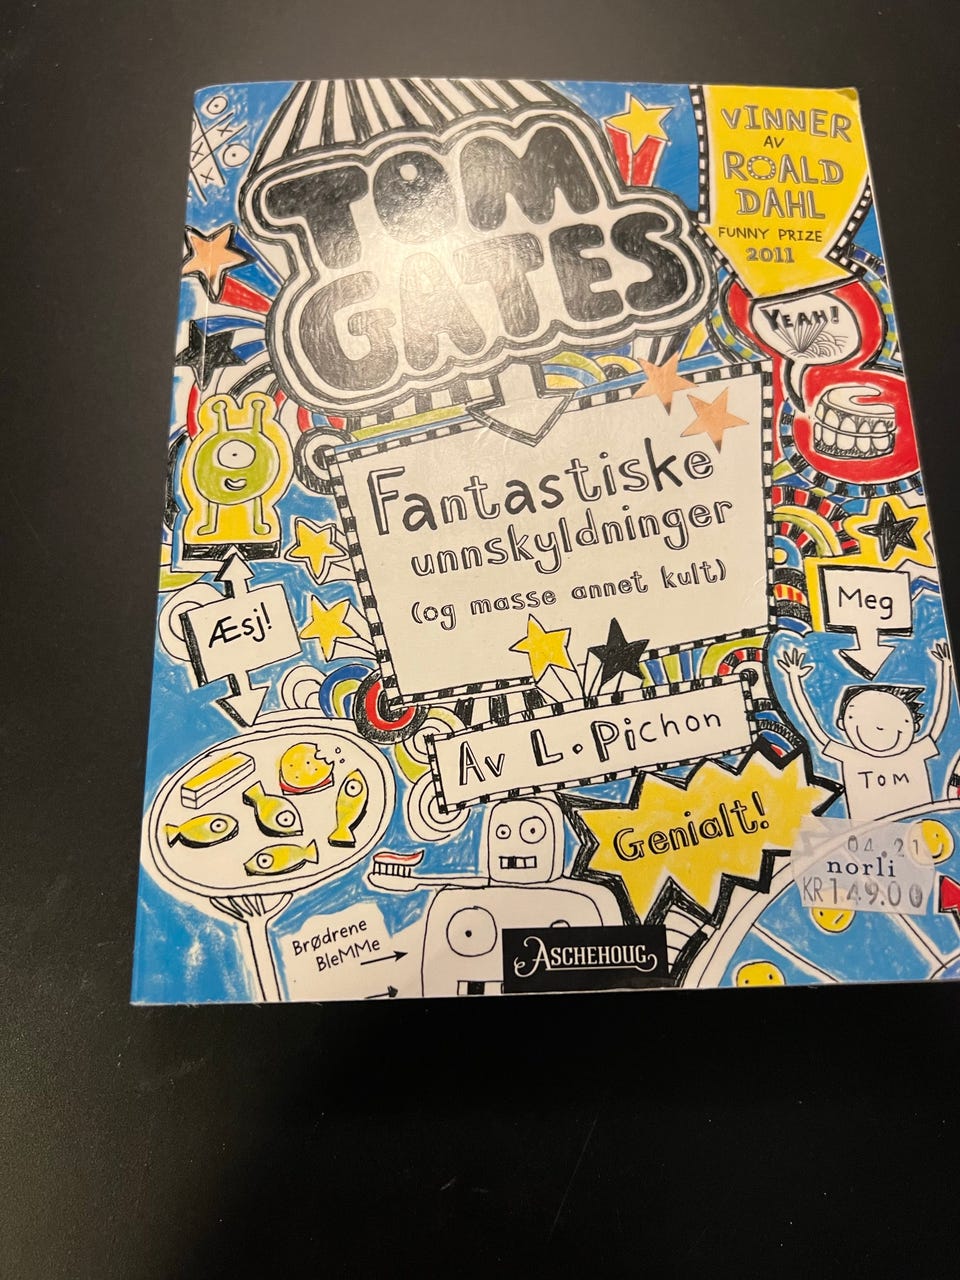 TOM
GATES
VINNER
AV
ROALD
DAHL
FUNNY PRIZE
2011
YEAH!
Fantastiske
unnskyldninger
(og masse annet kult)
Æsj!
Meg
Av L. Pichon
TOM
Genialt!
04.21
norli
KR149.00
Brødrene
BleMMe
ASCHEHOUG